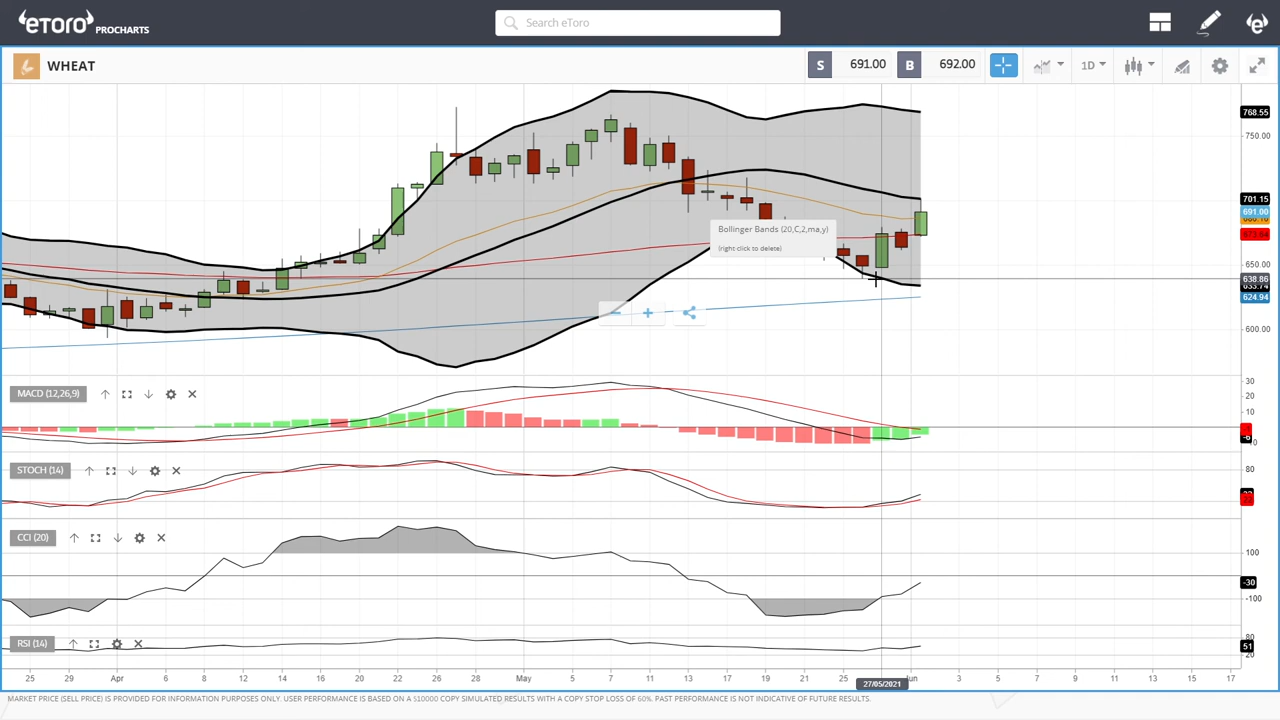 eToro PROCHARTS
Search eToro
WHEAT
S 691.00 B 692.00
1D
768.55
750.00
701.15
691.00
650.00
638.86
624.94
600.00
Bollinger Bands (20,C,2,ma,y)
(right click to delete)
MACD (12,26,9)
30
20
10
STOCH (14)
80
CCI (20)
100
-30
-100
RSI (14)
80
51
20
25 29 Apr 6 8 12 14 16 20 22 26 28 May 5 7 11 13 17 19 21 25 Jun 3 7 9 11 15 17
27/05/2021
MARKET PRICE (SELL PRICE) IS PROVIDED FOR INFORMATION PURPOSES ONLY. USER PERFORMANCE IS BASED ON A $10000 COPY SIMULATED RESULTS WITH A COPY STOP LOSS OF 60%. PAST PERFORMANCE IS NOT INDICATIVE OF FUTURE RESULTS.